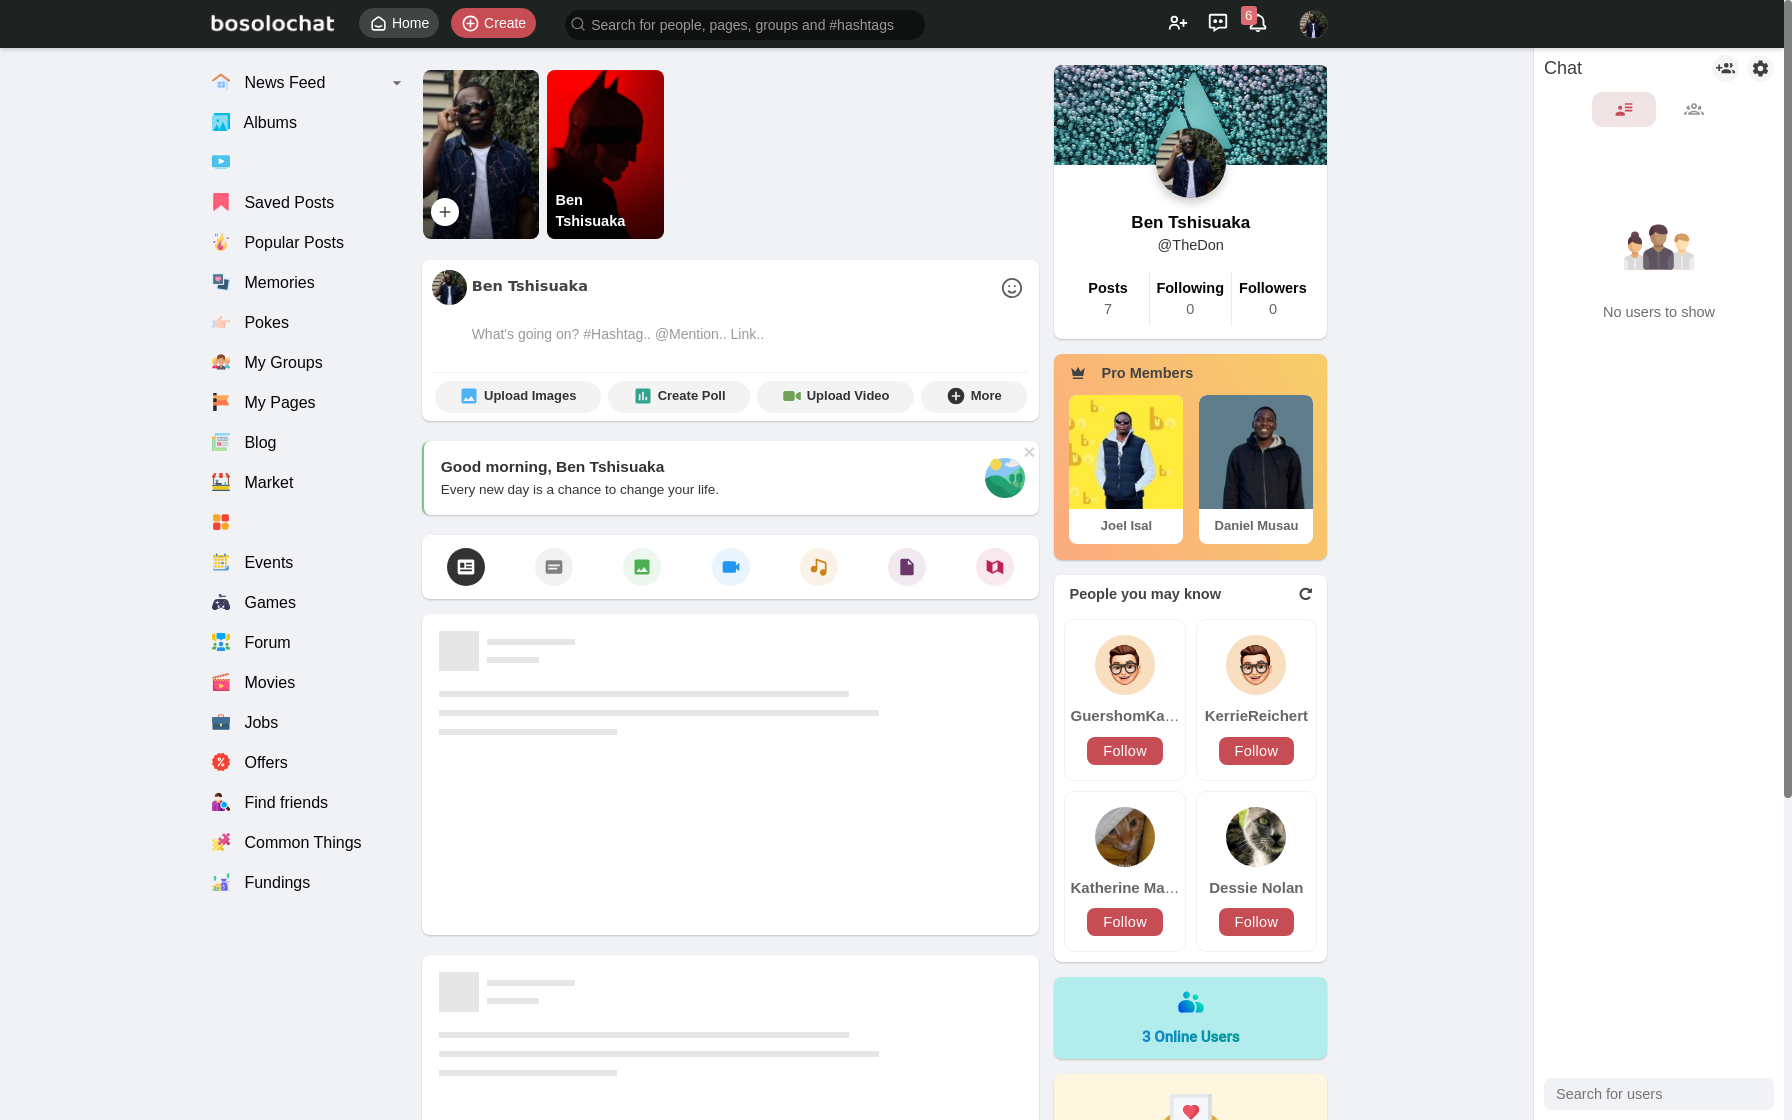 bosolochat
Home
Create
Search for people, pages, groups and #hashtags
6
News Feed
Albums
Saved Posts
Popular Posts
Memories
Pokes
My Groups
My Pages
Blog
Market
Events
Games
Forum
Movies
Jobs
Offers
Find friends
Common Things
Fundings
Ben
Tshisuaka
Ben Tshisuaka
What's going on? #Hashtag.. @Mention.. Link..
Upload Images
Create Poll
Upload Video
More
Good morning, Ben Tshisuaka
Every new day is a chance to change your life.
Ben Tshisuaka
@TheDon
Posts
Following
Followers
7
0
0
Pro Members
Joel Isal
Daniel Musau
People you may know
GuershomKa...
KerrieReichert
Follow
Follow
Katherine Ma...
Dessie Nolan
Follow
Follow
3 Online Users
Chat
No users to show
Search for users